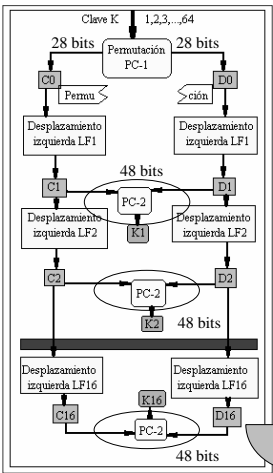 Clave K 1,2,3,...,64
28 bits Permutación 28 bits
PC-1
C0 D0
Permu ción
Desplazamiento Desplazamiento
izquierda LF1 izquierda LF1
48 bits
C1 PC-2 D1
K1
Desplazamiento Desplazamiento
izquierda LF2 izquierda LF2
C2 PC-2 D2
K2 48 bits
Desplazamiento Desplazamiento
izquierda LF16 izquierda LF16
K16
C16 PC-2 D16
48 bits